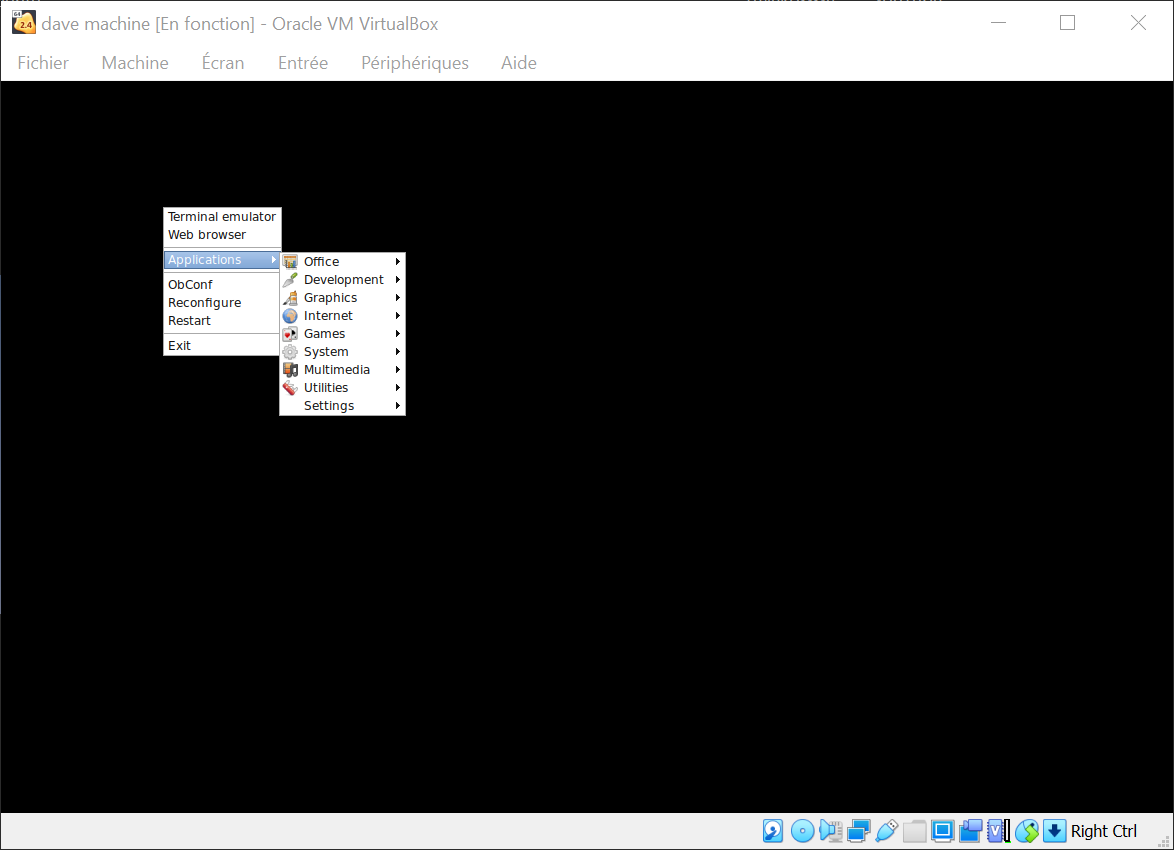 dave machine [En fonction] - Oracle VM VirtualBox
Fichier Machine Écran Entrée Périphériques Aide
Terminal emulator
Web browser
Applications
ObConf
Reconfigure
Restart
Exit
Office
Development
Graphics
Internet
Games
System
Multimedia
Utilities
Settings
Right Ctrl